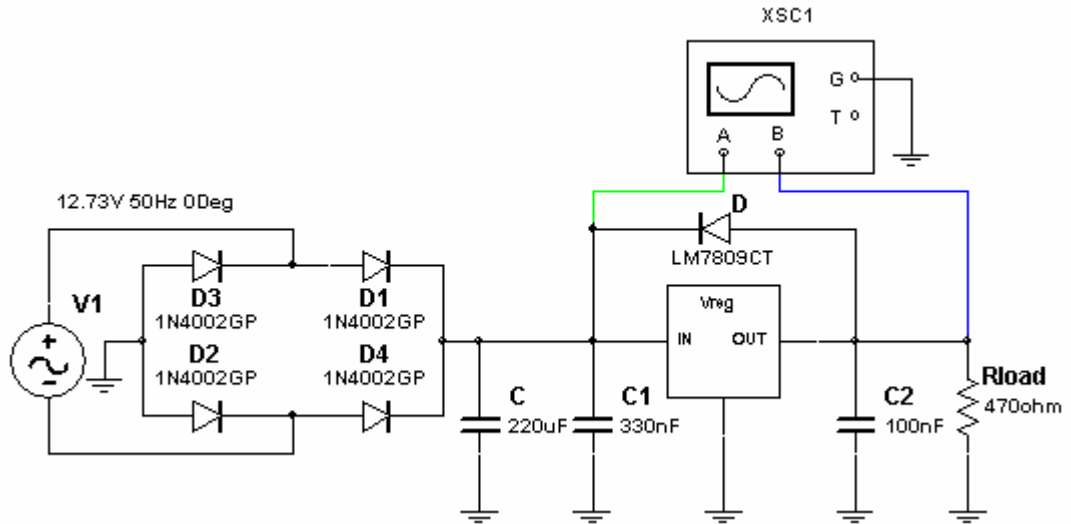 XSC1
G
T
A B
12.73V 50Hz 0Deg
D
LM7809CT
V1
D3
1N4002GP
D1
1N4002GP
D2
1N4002GP
D4
1N4002GP
Vreg
IN OUT
C
220uF
C1
330nF
C2
100nF
Rload
470ohm